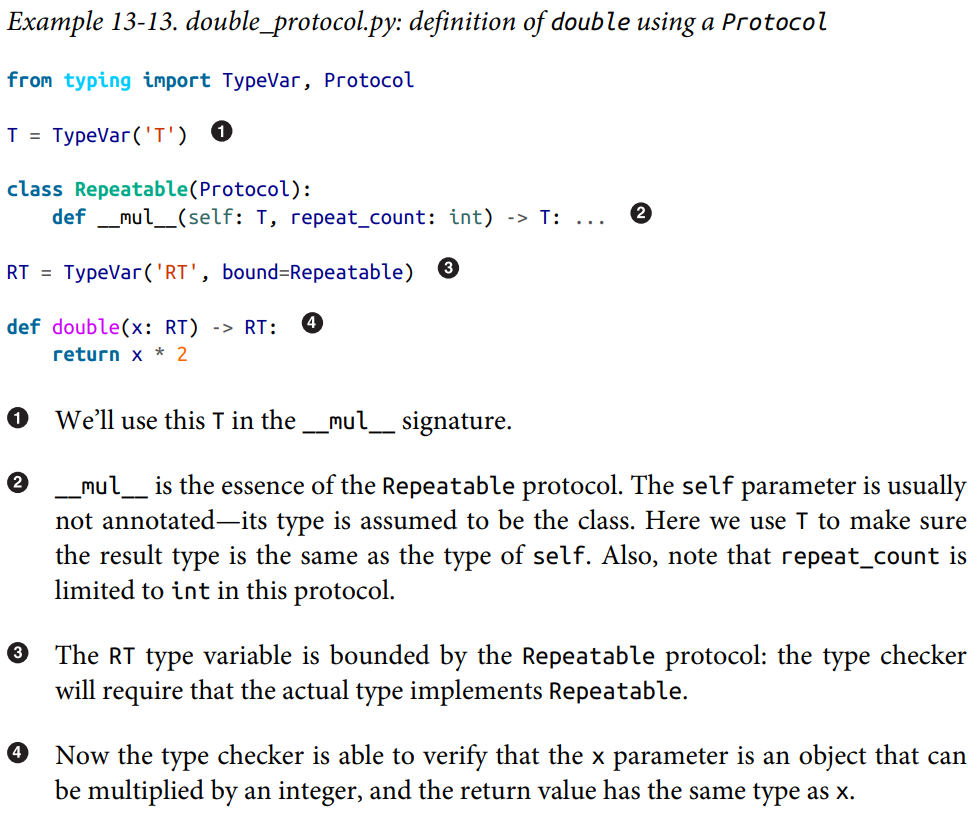 Example 13-13. double_protocol.py: definition of double using a Protocol
from typing import TypeVar, Protocol
T = TypeVar('T') ❶
class Repeatable(Protocol):
    def __mul__(self: T, repeat_count: int) -> T: ... ❷
RT = TypeVar('RT', bound=Repeatable) ❸
def double(x: RT) -> RT: ❹
    return x * 2
❶ We’ll use this T in the __mul__ signature.
❷ __mul__ is the essence of the Repeatable protocol. The self parameter is usually
not annotated—its type is assumed to be the class. Here we use T to make sure
the result type is the same as the type of self. Also, note that repeat_count is
limited to int in this protocol.
❸ The RT type variable is bounded by the Repeatable protocol: the type checker
will require that the actual type implements Repeatable.
❹ Now the type checker is able to verify that the x parameter is an object that can
be multiplied by an integer, and the return value has the same type as x.